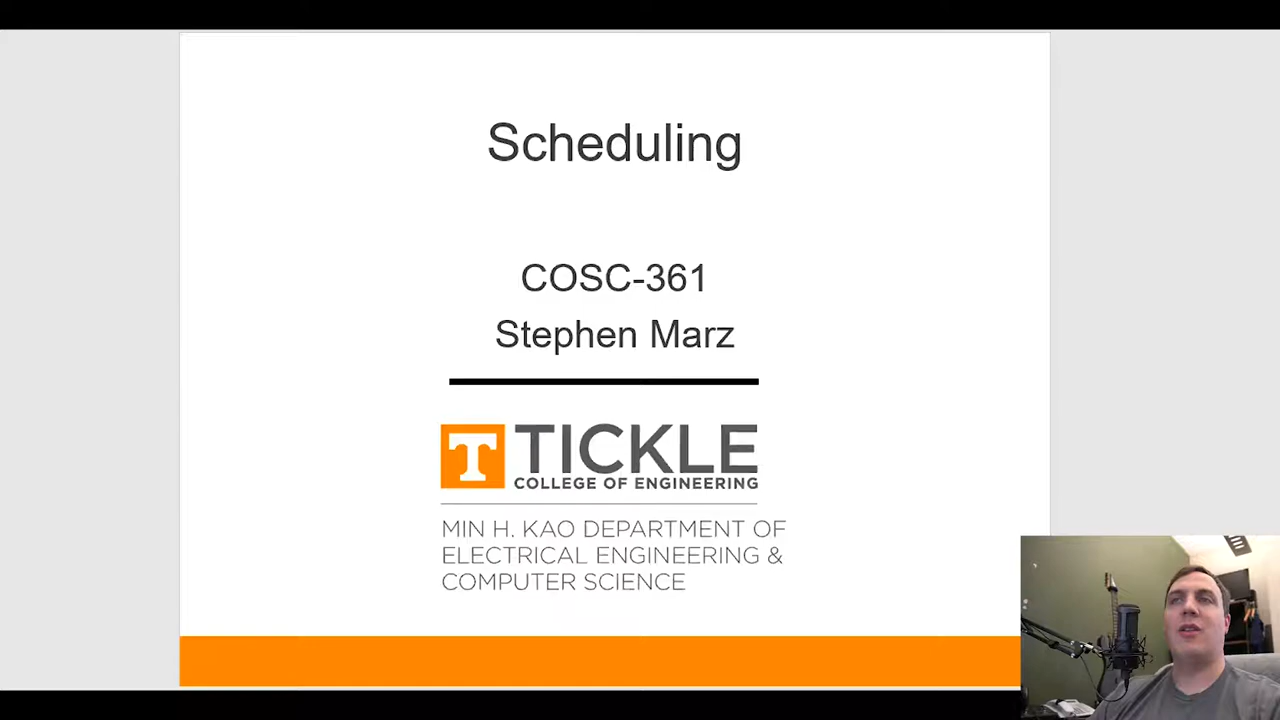 Scheduling
COSC-361
Stephen Marz
T TICKLE
COLLEGE OF ENGINEERING
MIN H. KAO DEPARTMENT OF
ELECTRICAL ENGINEERING &
COMPUTER SCIENCE